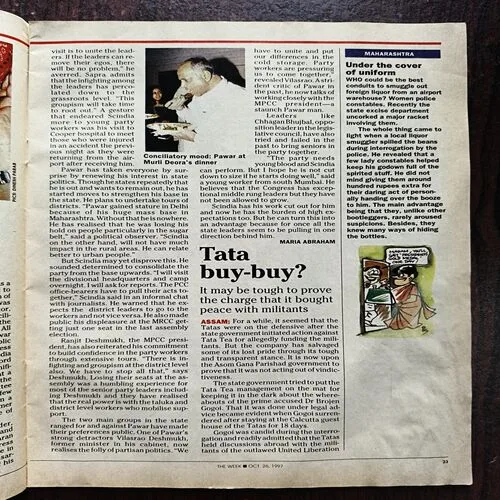 visit is to unite the lead-
ers. If the leaders can re-
move their egos, there
will be no problem," he
averred. Sapra admits
that the infighting among
the leaders has perco-
lated down to the
grassroots level. "This
groupism will take time
to root out." A gesture
that endeared Scindia
more to young party
workers was his visit to
Cooper hospital to meet
those who were injured
in an accident the previ-
ous night as they were
returning from the air-
port after receiving him.
Pawar has taken everyone by sur-
prise by renewing his interest in state
politics. Though he claims repeatedly that
he is out and wants to remain out, he has
started moves to strengthen his base in
the state. He plans to undertake tours of
districts. "Pawar gained stature in Delhi
because of his huge mass base in
Maharashtra. Without that he is nowhere.
He has realised that he was losing his
hold on people particularly in the sugar
belt," said a political observer. "Scindia
on the other hand, will not have much
impact in the rural areas. He can relate
better to urban people."
But Scindia may yet disprove this. He
sounded determined to consolidate the
party from the base upwards. "I will visit
the divisional headquarters and camp
overnight. I will ask for reports. The PCC
office-bearers have to pull their acts to-
gether," Scindia said in an informal chat
with journalists. He warned that he ex-
pects the district leaders to go to the
workers and not vice versa. He also made
public his displeasure over the party get-
ting just one seat in the last assembly
election.
Ranjit Deshmukh, the MPCC presi-
dent, has also reiterated his commitment
to build confidence in the party workers
through extensive tours. "There is in-
fighting and groupism at the district level
also. We have to stop all that," says
Deshmukh. Losing power in the state as-
sembly was a humbling experience for
most of the senior party leaders includ-
ing Deshmukh and they have realised
that the real power is with the taluka and
district level workers who mobilise sup-
port.
The two main groups in the state
ranged for and against Pawar have made
their preferences public. One of Pawar's
strong detractors Vilasrao Deshmukh,
former minister in his cabinet, now
realises the folly of partisan politics. "We
Conciliatory mood: Pawar at
Murli Deora's dinner
have to unite and put
our differences in the
cold storage. Party
workers are pressuring
us to come together,"
revealed Vilasrao. A stri-
dent critic of Pawar in
the past, he now talks of
working closely with the
MPCC president, a
staunch Pawar man.
Leaders like
Chhagan Bhujbal, oppo-
sition leader in the legis-
lative council, have also
tried and failed in the
past to bring senior s in
the party together.
"The party needs
young blood and Scindia
can perform. But I hope he is not cut
down to size if he starts doing well," said
a young leader from south Mumbai. He
believes that the Congress has excep-
tional middle rung leaders but they have
not been allowed to grow.
Scindia has his work cut out for him
and now he has the burden of high ex-
pectations too. But he can turn this into
an advantage because for once all the
state leaders seem to be pulling in one
direction behind him.
MARIA ABRAHAM
Tata
buy-buy?
It may be tough to prove
the charge that it bought
peace with militants
ASSAM: For a while, it seemed that the
Tatas were on the defensive after the
state government initiated action against
Tata Tea for allegedly funding the mili-
tants. But the company has salvaged
some of its lost pride through its tough
and transparent stance. It is now upon
the Asom Gana Parishad government to
prove that it was not acting out of vindic-
tiveness.
The state government tried to put the
Tata Tea management on the mat for
keeping it in the dark about the where-
abouts of the prime accused Dr Brojen
Gogoi. That it was done under legal ad-
vice became evident when Gogoi surren-
dered after staying at the Calcutta guest
house of the Tatas for 18 days.
Gogoi was candid during the interro-
gation and readily admitted that the Tatas
held discussions abroad with the mili-
tants of the outlawed United Liberation
MAHARASHTRA
Under the cover
of uniform
WHO could be the best
conduits to smuggle out
foreign liquor from an airport
warehouse? Women police
constables. Recently the
state excise department
uncorked a major racket
involving them.
The whole thing came to
light when a local liquor
smuggler spilled the beans
during interrogation by the
police. He revealed that a
few lady constables helped
keep his godown full of the
spirited stuff. He did not
mind giving them around
hundred rupees extra for
their daring act of person-
ally handing over the booze
to him. The main advantage
being that they, unlike other
bootleggers, rarely aroused
suspicions. Besides, they
knew many ways of hiding
the bottles.
THE WEEK ■ OCT. 26, 1997
23